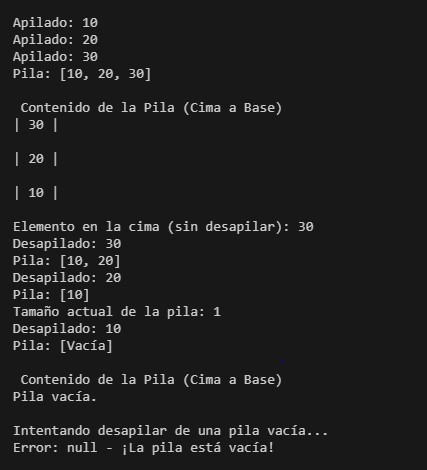 Apilado: 10
Apilado: 20
Apilado: 30
Pila: [10, 20, 30]
Contenido de la Pila (Cima a Base)
| 30 |
| 20 |
| 10 |
Elemento en la cima (sin desapilar): 30
Desapilado: 30
Pila: [10, 20]
Desapilado: 20
Pila: [10]
Tamaño actual de la pila: 1
Desapilado: 10
Pila: [Vacía]
Contenido de la Pila (Cima a Base)
Pila vacía.
Intentando desapilar de una pila vacía...
Error: null - ¡La pila está vacía!